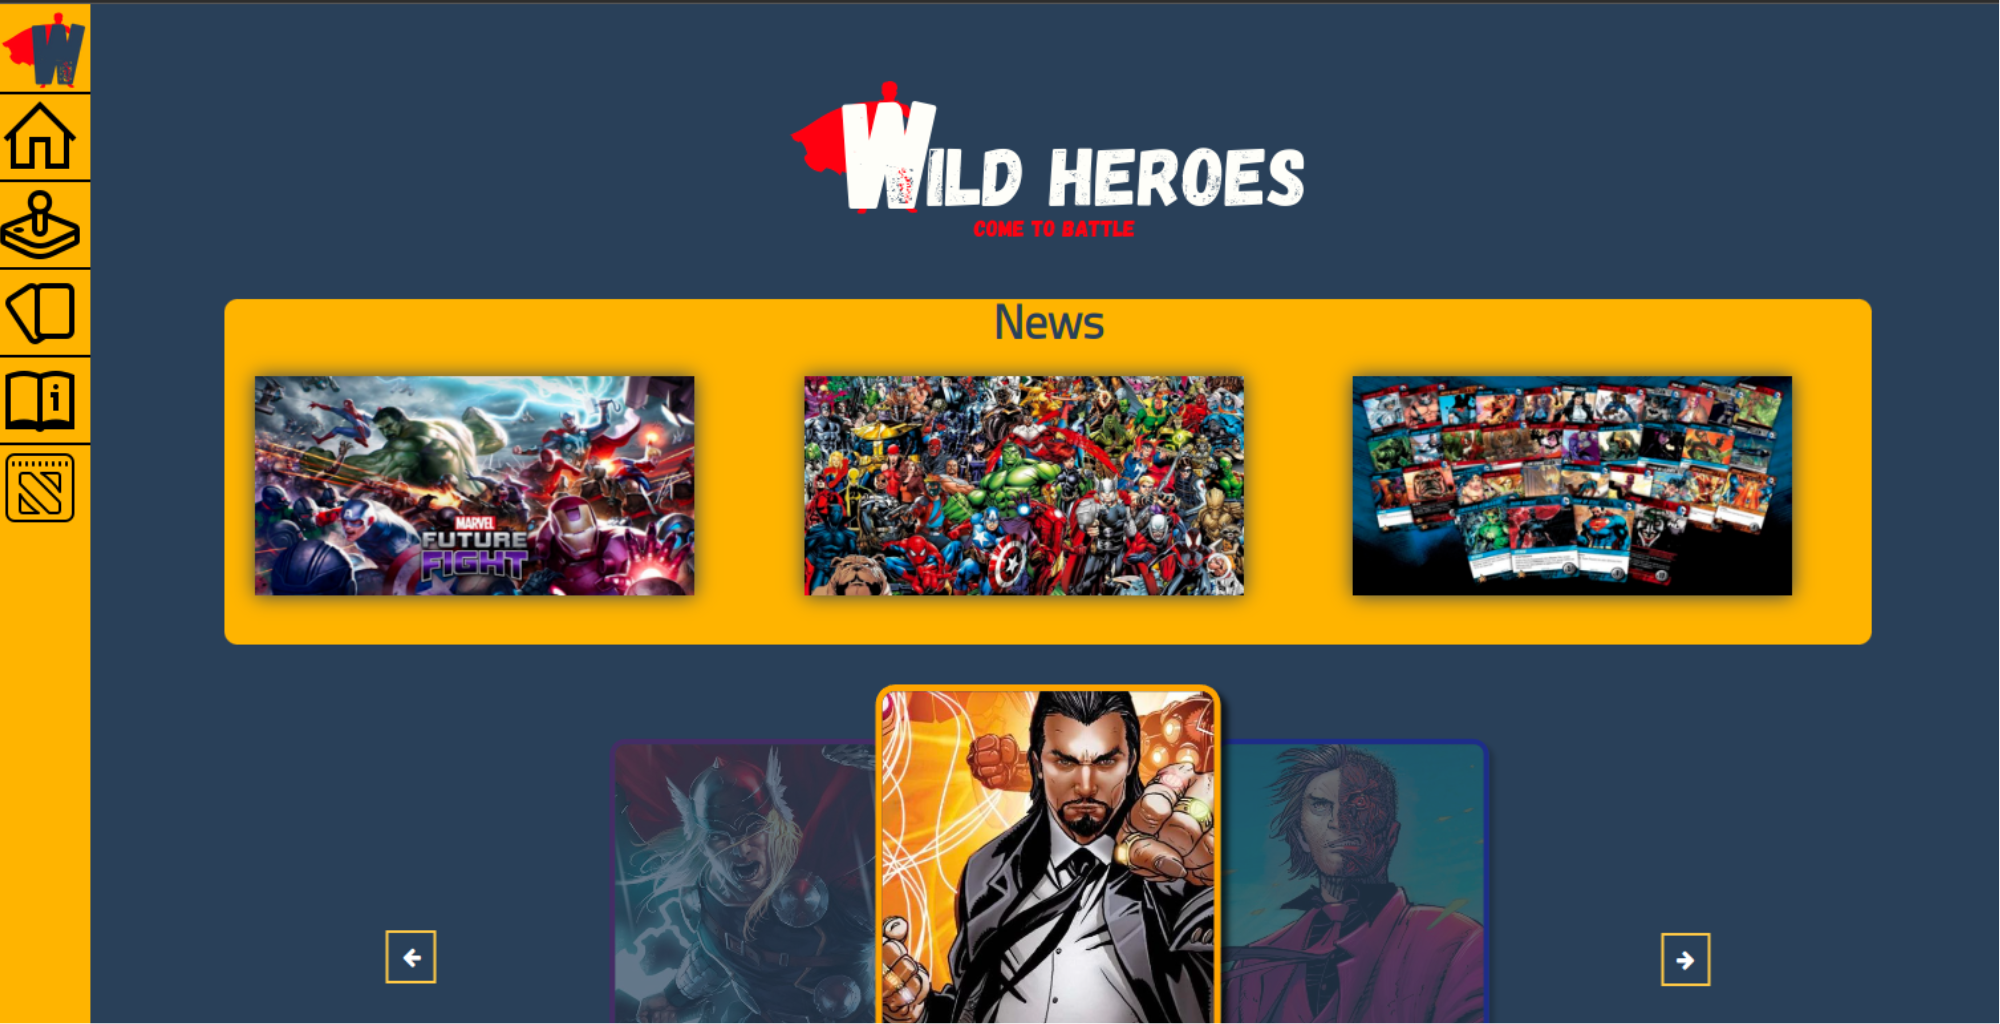 W
WILD HEROES
COME TO BATTLE
News
MARVEL
FUTURE
FIGHT